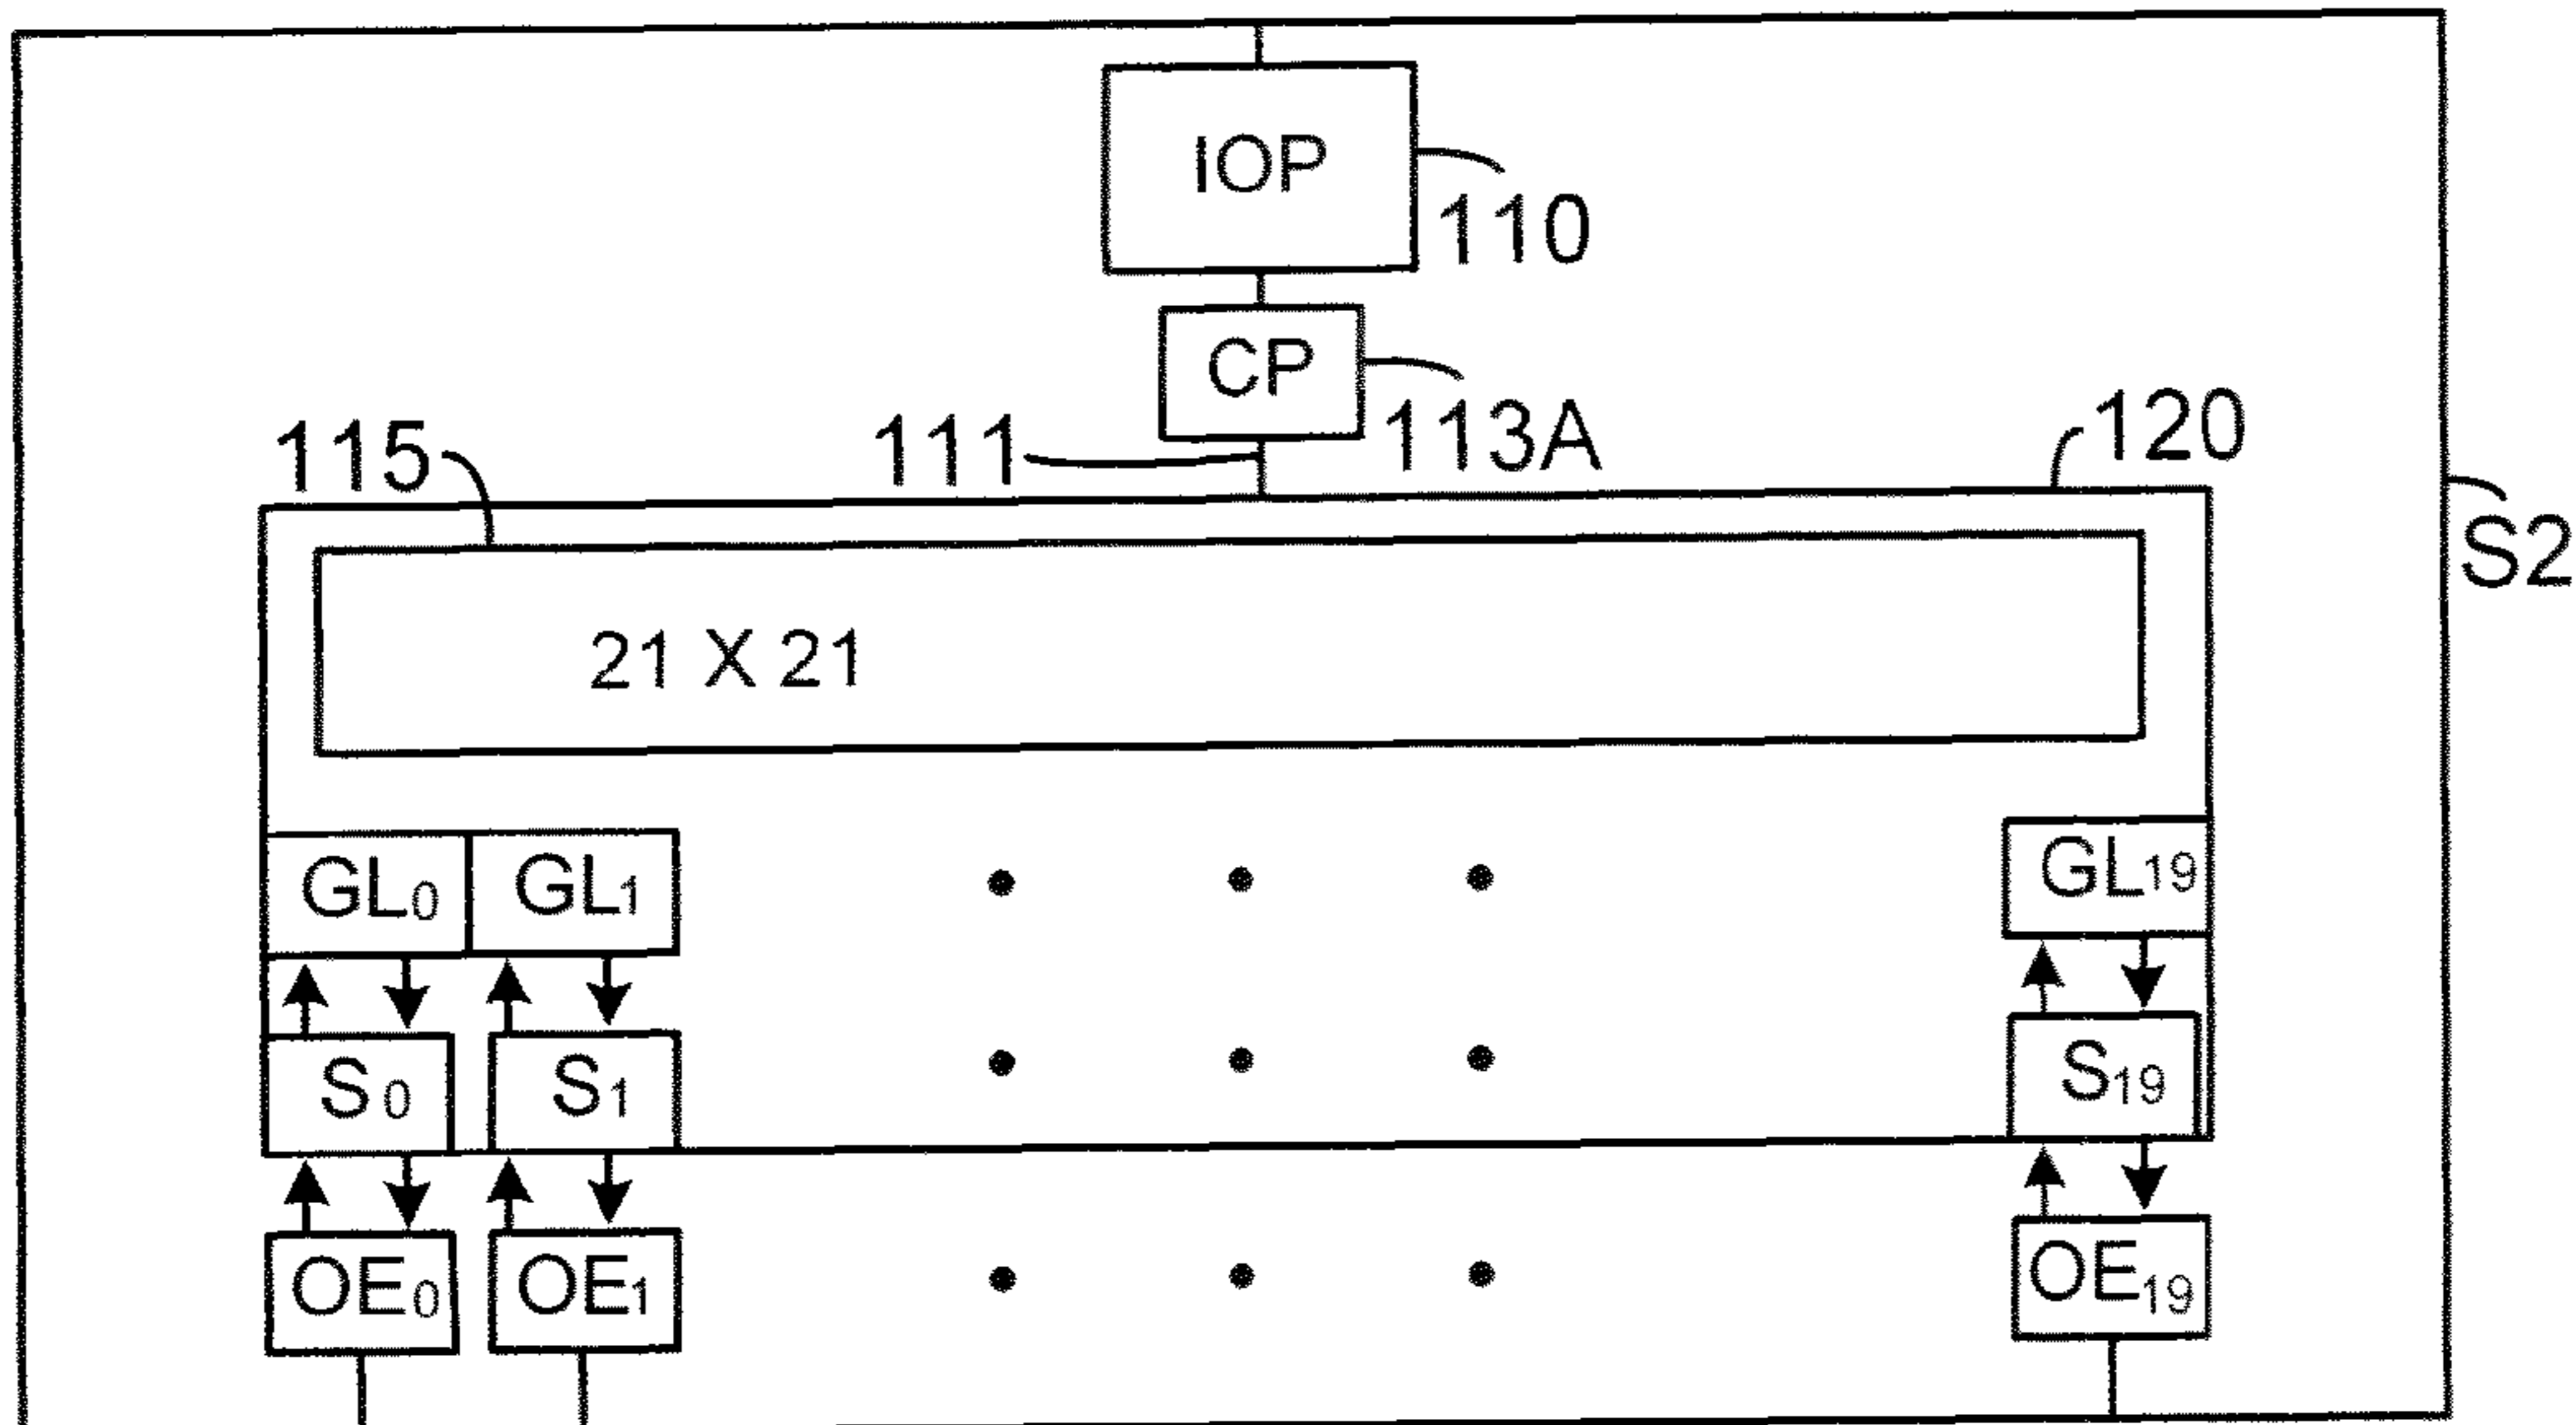 IOP
110
CP
113A
111
115
120
S2
21 X 21
GL0 GL1 GL19
S0 S1 S19
OE0 OE1 OE19